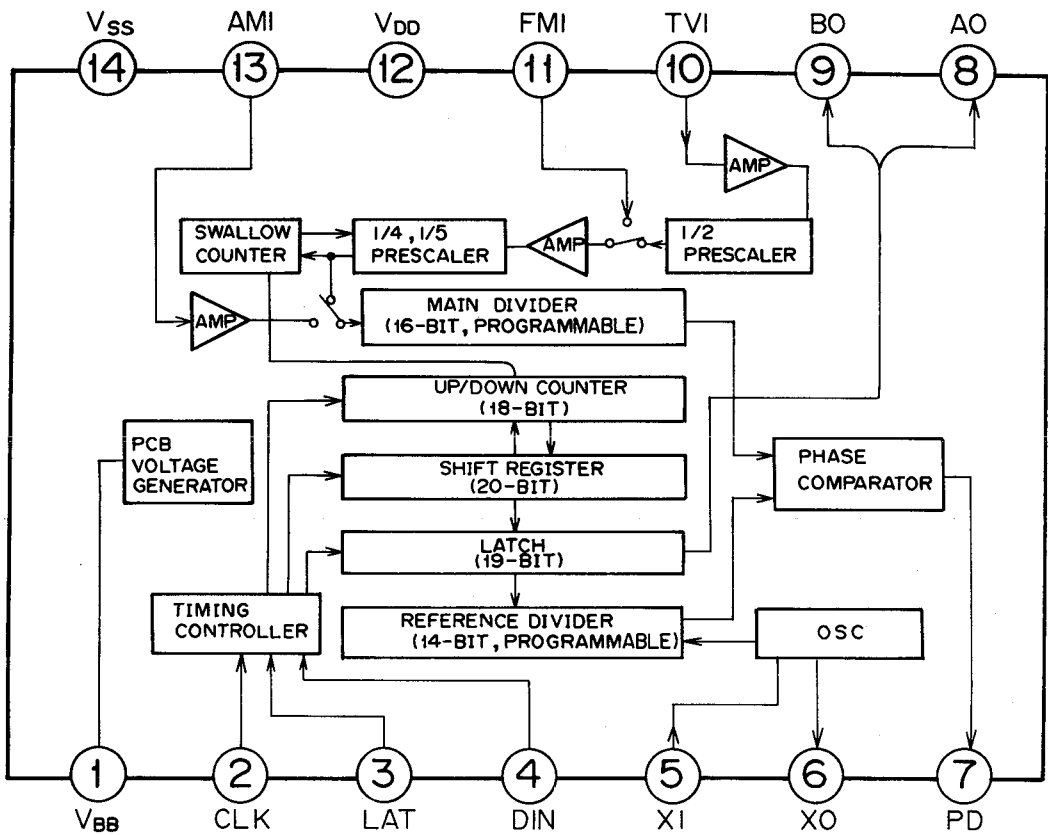 VSS AMI VDD FMI TVI BO AO
14 13 12 11 10 9 8
AMP
SWALLOW
COUNTER
1/4, 1/5
PRESCALER
AMP
1/2
PRESCALER
AMP
MAIN DIVIDER
(16-BIT, PROGRAMMABLE)
UP/DOWN COUNTER
(18-BIT)
PCB
VOLTAGE
GENERATOR
SHIFT REGISTER
(20-BIT)
PHASE
COMPARATOR
LATCH
(19-BIT)
TIMING
CONTROLLER
REFERENCE DIVIDER
(14-BIT, PROGRAMMABLE)
OSC
1 2 3 4 5 6 7
VBB CLK LAT DIN XI XO PD